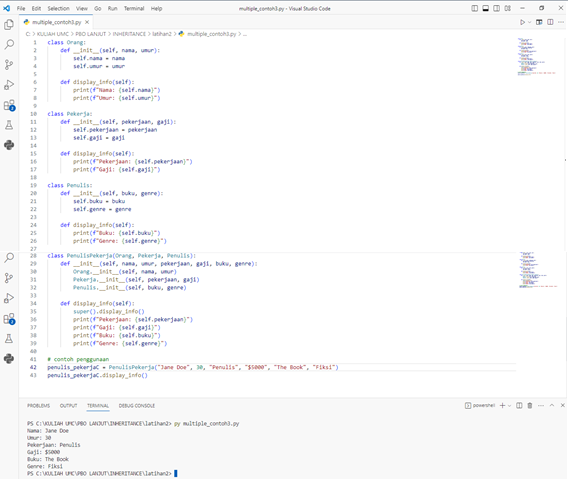 File Edit Selection View Go Run Terminal Help
multiple_contoh3.py - Visual Studio Code
multiple_contoh3.py ×
C: > KULIAH UMC > PBO LANJUT > INHERITANCE > latihan2 > multiple_contoh3.py > ...
1 class Orang:
2     def __init__(self, nama, umur):
3         self.nama = nama
4         self.umur = umur
5
6     def display_info(self):
7         print(f"Nama: {self.nama}")
8         print(f"Umur: {self.umur}")
9
10 class Pekerja:
11     def __init__(self, pekerjaan, gaji):
12         self.pekerjaan = pekerjaan
13         self.gaji = gaji
14
15     def display_info(self):
16         print(f"Pekerjaan: {self.pekerjaan}")
17         print(f"Gaji: {self.gaji}")
18
19 class Penulis:
20     def __init__(self, buku, genre):
21         self.buku = buku
22         self.genre = genre
23
24     def display_info(self):
25         print(f"Buku: {self.buku}")
26         print(f"Genre: {self.genre}")
27
28 class PenulisPekerja(Orang, Pekerja, Penulis):
29     def __init__(self, nama, umur, pekerjaan, gaji, buku, genre):
30         Orang.__init__(self, nama, umur)
31         Pekerja.__init__(self, pekerjaan, gaji)
32         Penulis.__init__(self, buku, genre)
33
34     def display_info(self):
35         super().display_info()
36         print(f"Pekerjaan: {self.pekerjaan}")
37         print(f"Gaji: {self.gaji}")
38         print(f"Buku: {self.buku}")
39         print(f"Genre: {self.genre}")
40
41 # contoh penggunaan
42 penulis_pekerjaC = PenulisPekerja("Jane Doe", 30, "Penulis", "$5000", "The Book", "Fiksi")
43 penulis_pekerjaC.display_info()
PROBLEMS OUTPUT TERMINAL DEBUG CONSOLE
powershell
PS C:\KULIAH UMC\PBO LANJUT\INHERITANCE\latihan2> py multiple_contoh3.py
Nama: Jane Doe
Umur: 30
Pekerjaan: Penulis
Gaji: $5000
Buku: The Book
Genre: Fiksi
PS C:\KULIAH UMC\PBO LANJUT\INHERITANCE\latihan2>